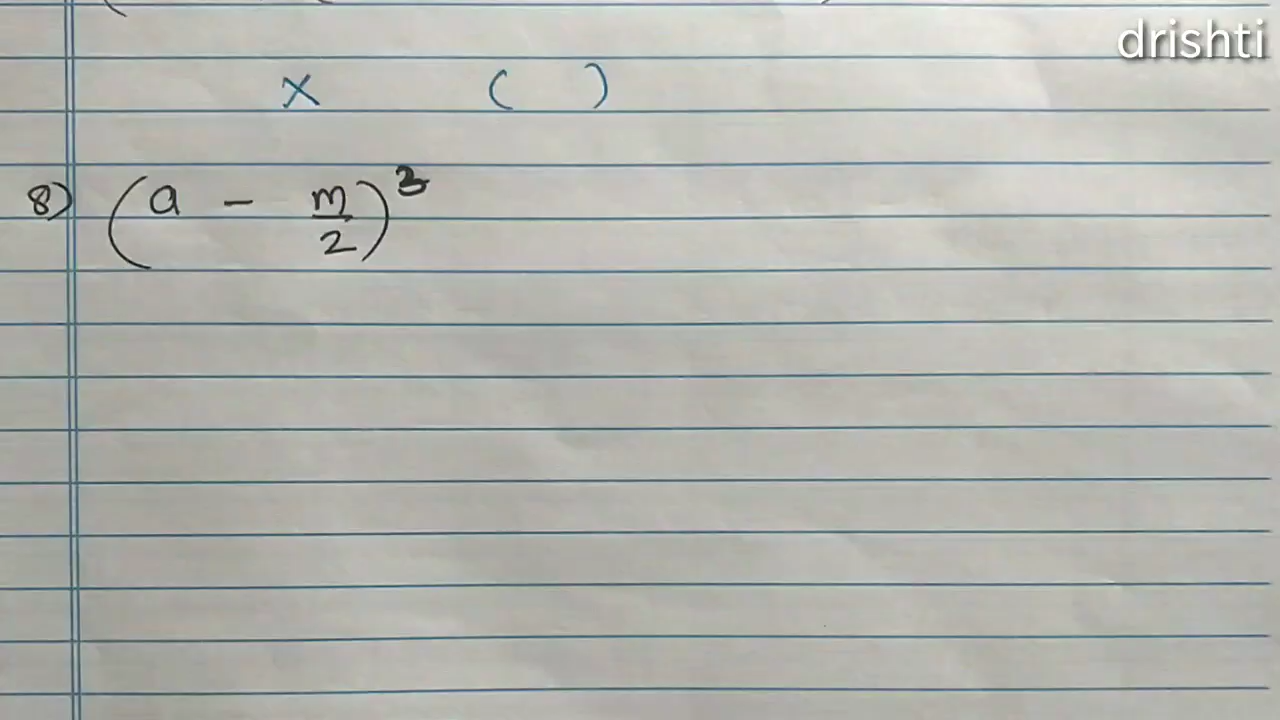 drishti
× ( )
8) (a - m/2)³